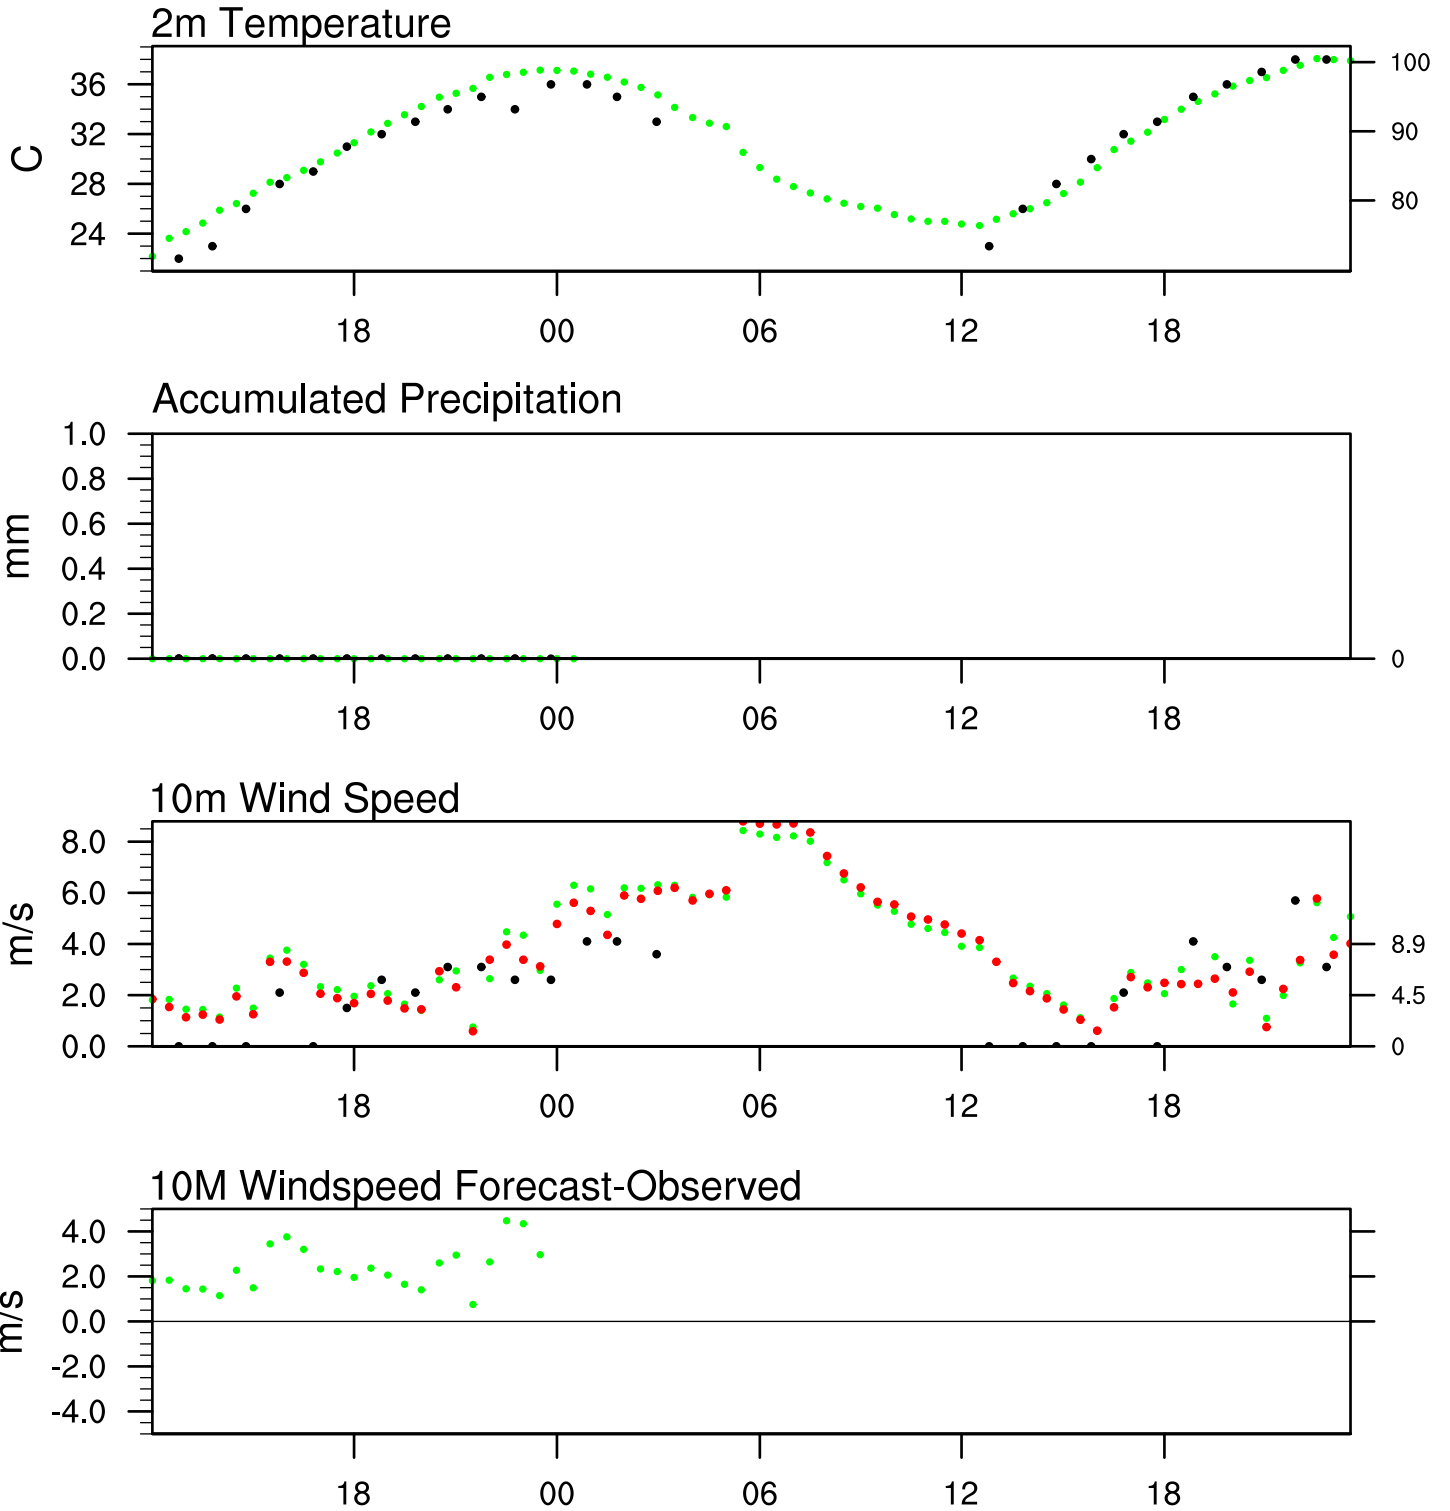 2m Temperature
36
32
28
24
C
100
90
80
18 00 06 12 18
Accumulated Precipitation
1.0
0.8
0.6
0.4
0.2
0.0
mm
0
18 00 06 12 18
10m Wind Speed
8.0
6.0
4.0
2.0
0.0
m/s
8.9
4.5
0
18 00 06 12 18
10M Windspeed Forecast-Observed
4.0
2.0
0.0
-2.0
-4.0
m/s
18 00 06 12 18